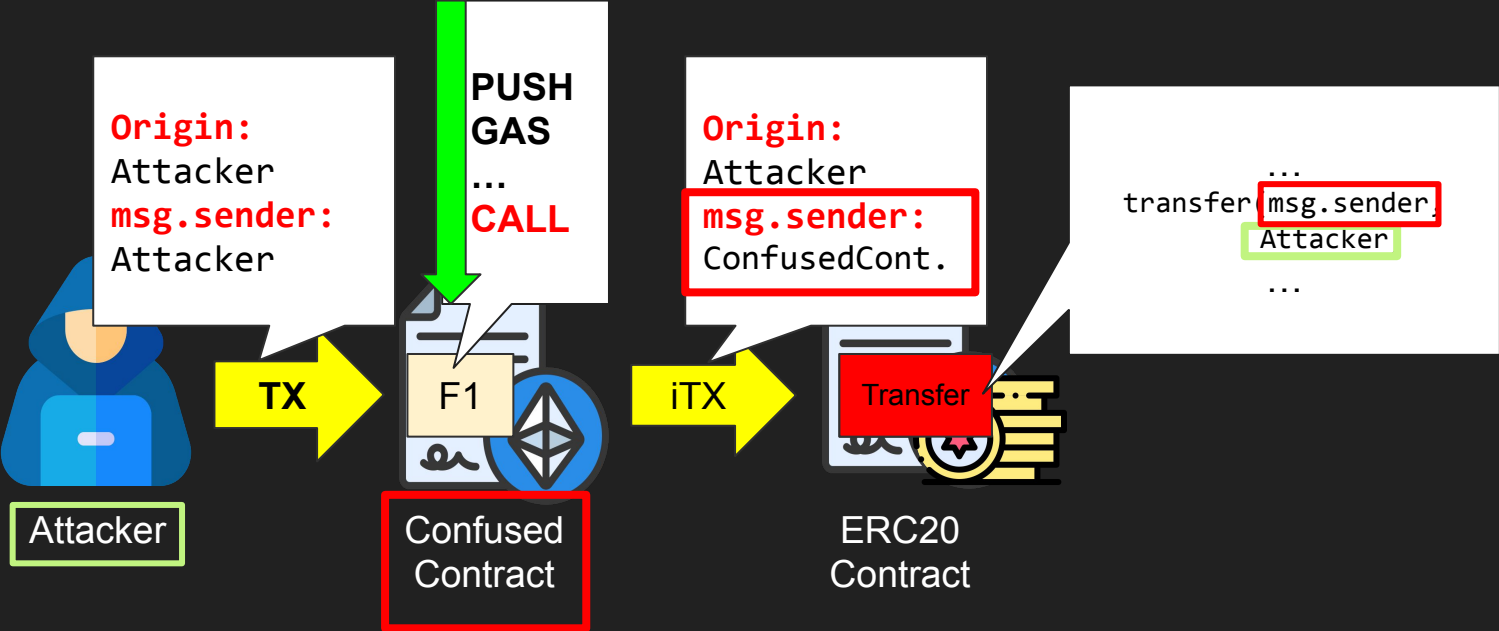 Origin:
Attacker
msg.sender:
Attacker
PUSH
GAS
...
CALL
Origin:
Attacker
msg.sender:
ConfusedCont.
...
transfer(msg.sender,
Attacker
...
TX
F1
iTX
Transfer
Attacker
Confused
Contract
ERC20
Contract